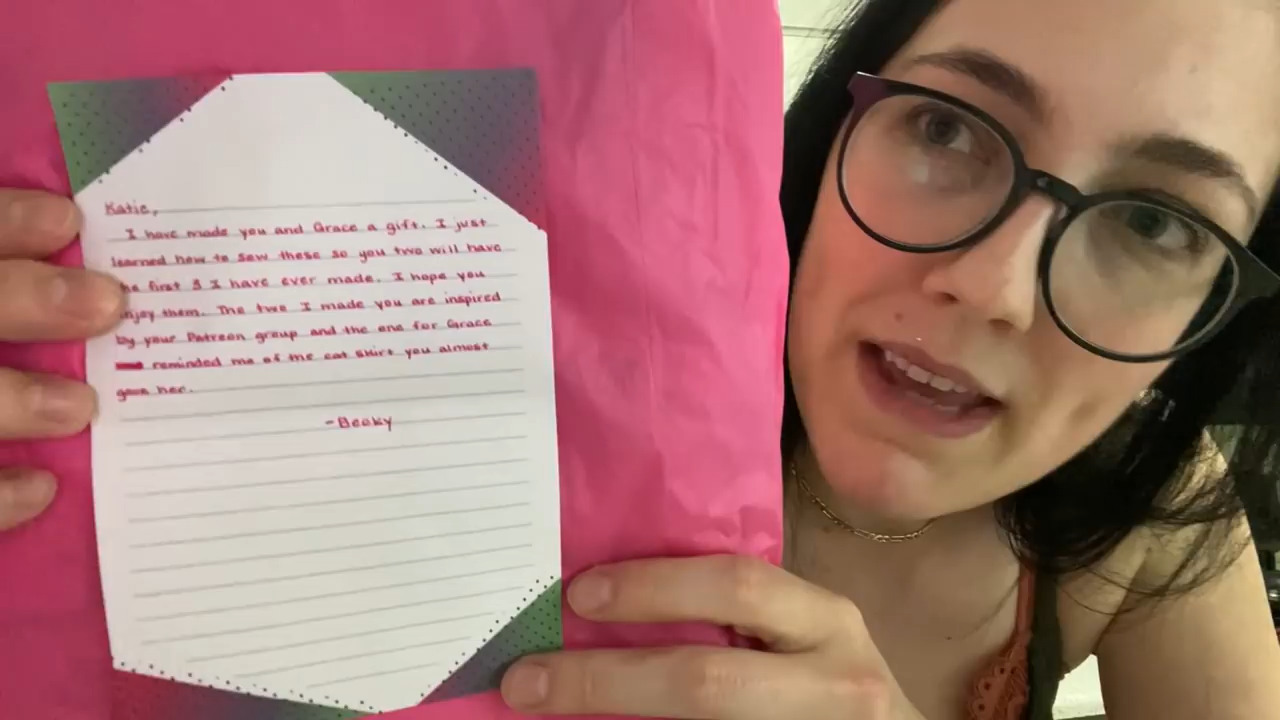 Katie,
I have made you and Grace a gift. I just
learned how to sew these so you two will have
he first 3 I have ever made. I hope you
njoy them. The two I made you are inspired
by your Patreon group and the one for Grace
reminded me of the cat shirt you almost
gave her.
-Becky